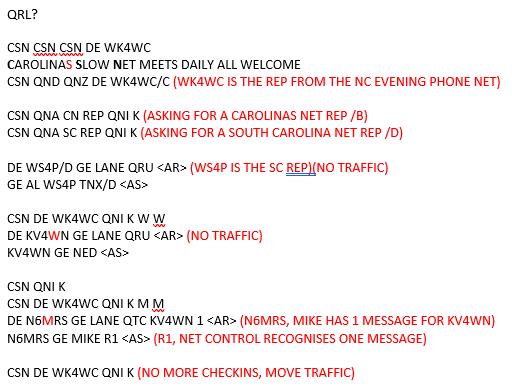 QRL?
CSN CSN CSN DE WK4WC
CAROLINAS SLOW NET MEETS DAILY ALL WELCOME
CSN QND QNZ DE WK4WC/C (WK4WC IS THE REP FROM THE NC EVENING PHONE NET)
CSN QNA CN REP QNI K (ASKING FOR A CAROLINAS NET REP /B)
CSN QNA SC REP QNI K (ASKING FOR A SOUTH CAROLINA NET REP /D)
DE WS4P/D GE LANE QRU <AR> (WS4P IS THE SC REP)(NO TRAFFIC)
GE AL WS4P TNX/D <AS>
CSN DE WK4WC QNI K W W
DE KV4WN GE LANE QRU <AR> (NO TRAFFIC)
KV4WN GE NED <AS>
CSN QNI K
CSN DE WK4WC QNI K M M
DE N6MRS GE LANE QTC KV4WN 1 <AR> (N6MRS, MIKE HAS 1 MESSAGE FOR KV4WN)
N6MRS GE MIKE R1 <AS> (R1, NET CONTROL RECOGNISES ONE MESSAGE)
CSN DE WK4WC QNI K (NO MORE CHECKINS, MOVE TRAFFIC)